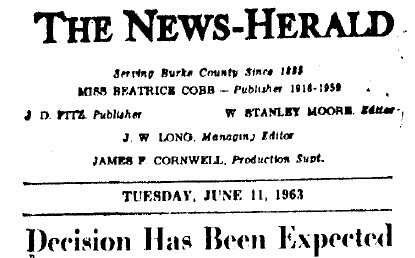 THE NEWS-HERALD
Serving Burke County Since 1885
MISS BEATRICE COBB — Publisher 1916-1959
J. D. FITZ, Publisher W. STANLEY MOORE, Editor
J. W. LONG, Managing Editor
JAMES F. CORNWELL, Production Supt.
TUESDAY, JUNE 11, 1963
Decision Has Been Expected